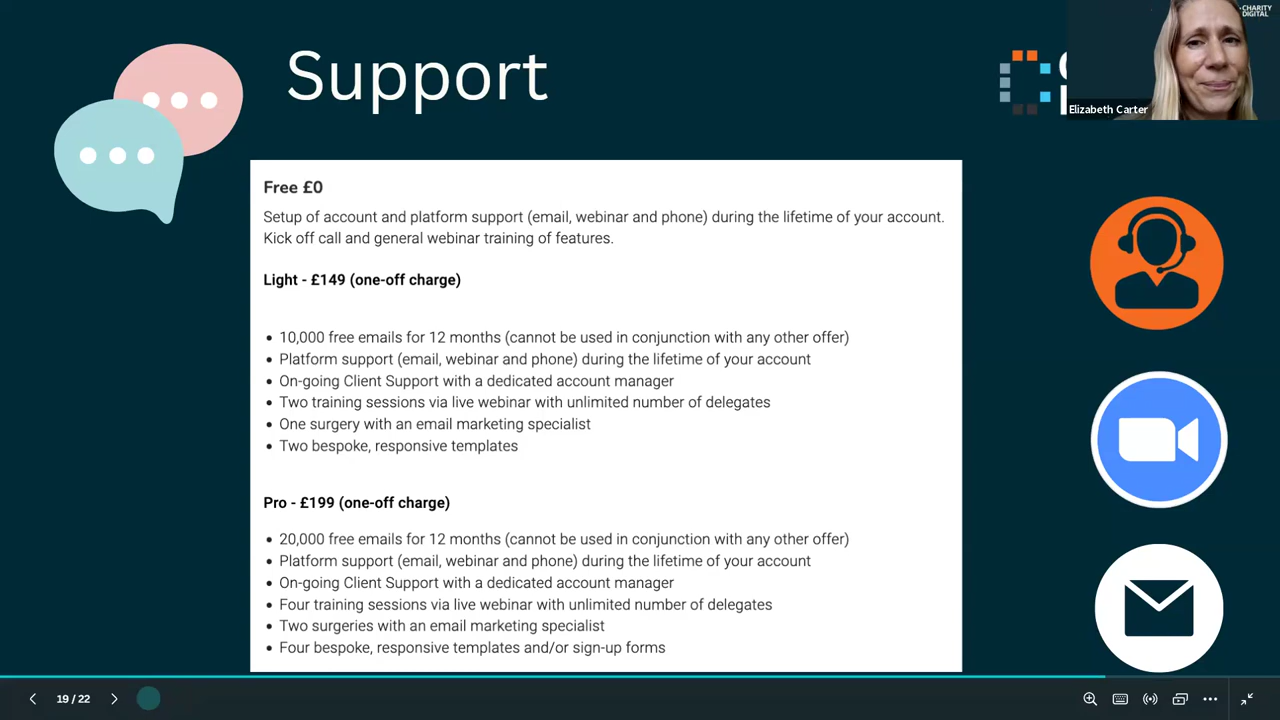 CHARITY
DIGITAL
Support
Elizabeth Carter
Free £0
Setup of account and platform support (email, webinar and phone) during the lifetime of your account.
Kick off call and general webinar training of features.
Light - £149 (one-off charge)
• 10,000 free emails for 12 months (cannot be used in conjunction with any other offer)
• Platform support (email, webinar and phone) during the lifetime of your account
• On-going Client Support with a dedicated account manager
• Two training sessions via live webinar with unlimited number of delegates
• One surgery with an email marketing specialist
• Two bespoke, responsive templates
Pro - £199 (one-off charge)
• 20,000 free emails for 12 months (cannot be used in conjunction with any other offer)
• Platform support (email, webinar and phone) during the lifetime of your account
• On-going Client Support with a dedicated account manager
• Four training sessions via live webinar with unlimited number of delegates
• Two surgeries with an email marketing specialist
• Four bespoke, responsive templates and/or sign-up forms
19 / 22